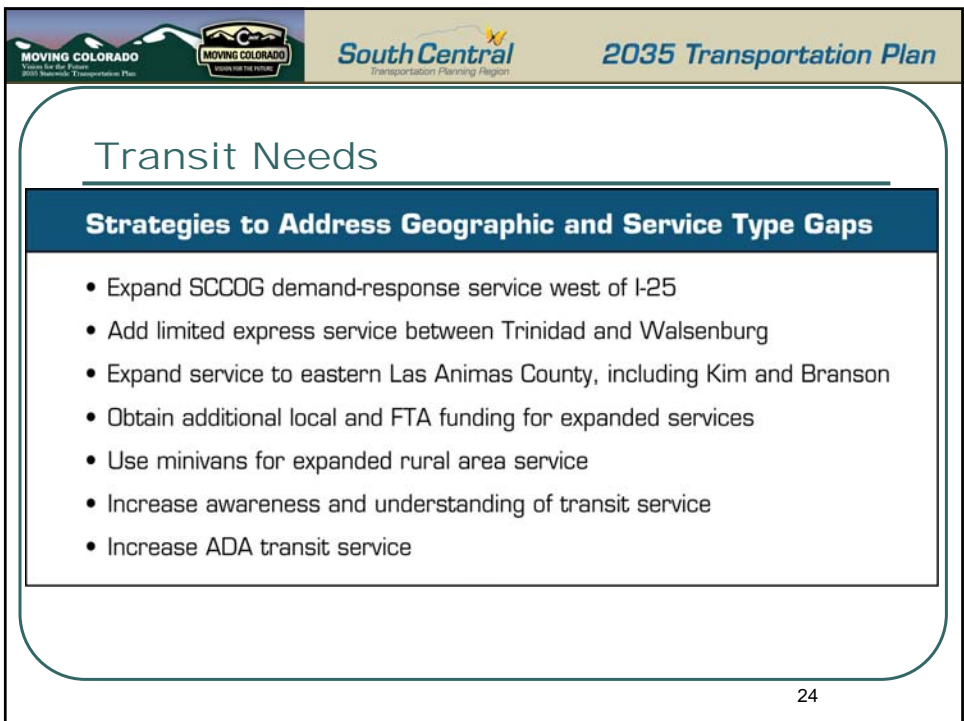 MOVING COLORADO
Vision for the Future
2035 Statewide Transportation Plan
MOVING COLORADO
VISION FOR THE FUTURE
South Central
Transportation Planning Region
2035 Transportation Plan
Transit Needs
Strategies to Address Geographic and Service Type Gaps
• Expand SCCOG demand-response service west of I-25
• Add limited express service between Trinidad and Walsenburg
• Expand service to eastern Las Animas County, including Kim and Branson
• Obtain additional local and FTA funding for expanded services
• Use minivans for expanded rural area service
• Increase awareness and understanding of transit service
• Increase ADA transit service
24